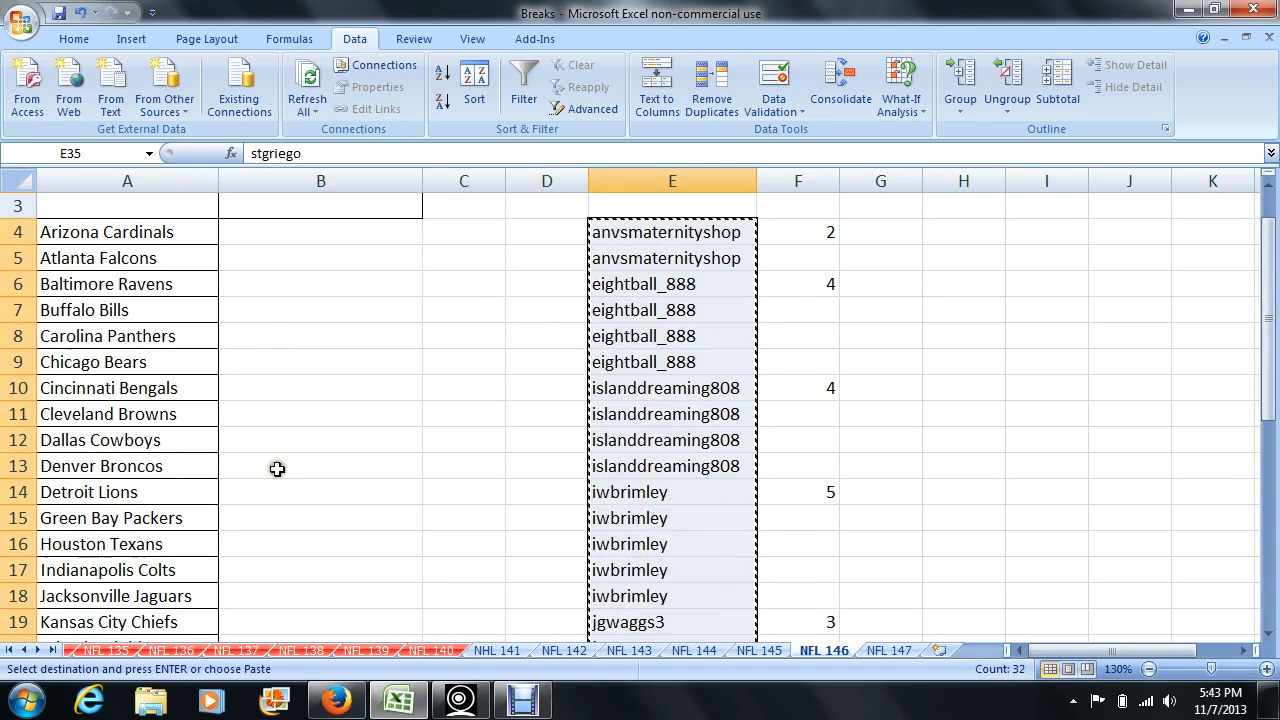 Breaks - Microsoft Excel non-commercial use
Home Insert Page Layout Formulas Data Review View Add-Ins
From Access
From Web
From Text
From Other Sources
Existing Connections
Get External Data
Refresh All
Connections
Properties
Edit Links
Connections
Sort
Filter
Clear
Reapply
Advanced
Sort & Filter
Text to Columns
Remove Duplicates
Data Validation
Consolidate
What-If Analysis
Data Tools
Group
Ungroup
Subtotal
Show Detail
Hide Detail
Outline
E35 fx stgriego
A B C D E F G H I J K
3
4 Arizona Cardinals anvsmaternityshop 2
5 Atlanta Falcons anvsmaternityshop
6 Baltimore Ravens eightball_888 4
7 Buffalo Bills eightball_888
8 Carolina Panthers eightball_888
9 Chicago Bears eightball_888
10 Cincinnati Bengals islanddreaming808 4
11 Cleveland Browns islanddreaming808
12 Dallas Cowboys islanddreaming808
13 Denver Broncos islanddreaming808
14 Detroit Lions iwbrimley 5
15 Green Bay Packers iwbrimley
16 Houston Texans iwbrimley
17 Indianapolis Colts iwbrimley
18 Jacksonville Jaguars iwbrimley
19 Kansas City Chiefs jgwaggs3 3
NFL 135 NFL 136 NFL 137 NFL 138 NFL 139 NFL 140 NHL 141 NFL 142 NFL 143 NFL 144 NFL 145 NFL 146 NFL 147
Select destination and press ENTER or choose Paste Count: 32 130%
5:43 PM
11/7/2013